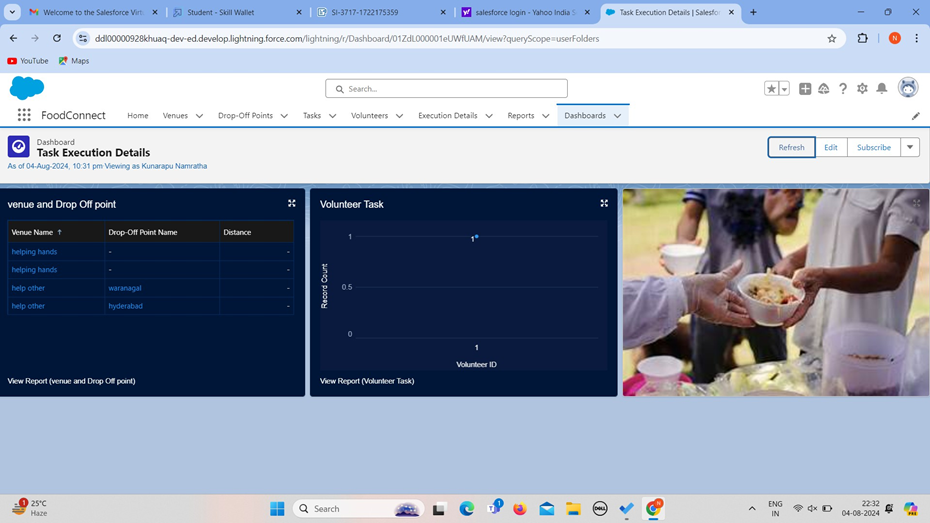 Welcome to the Salesforce Virt
Student - Skill Wallet
SI-3717-1722175359
salesforce login - Yahoo India S
Task Execution Details | Salesfor
ddl00000928khuaq-dev-ed.develop.lightning.force.com/lightning/r/Dashboard/01ZdL000001eUWfUAM/view?queryScope=userFolders
N
YouTube
Maps
Search...
FoodConnect
Home
Venues
Drop-Off Points
Tasks
Volunteers
Execution Details
Reports
Dashboards
Dashboard
Task Execution Details
As of 04-Aug-2024, 10:31 pm Viewing as Kunarapu Namratha
Refresh
Edit
Subscribe
venue and Drop Off point
Venue Name ↑ Drop-Off Point Name Distance
helping hands - -
helping hands - -
help other waranagal -
help other hyderabad -
View Report (venue and Drop Off point)
Volunteer Task
Record Count
1
0.5
0
1
1
Volunteer ID
View Report (Volunteer Task)
1
25°C
Haze
Search
1
DELL
N
ENG
IN
22:32
04-08-2024